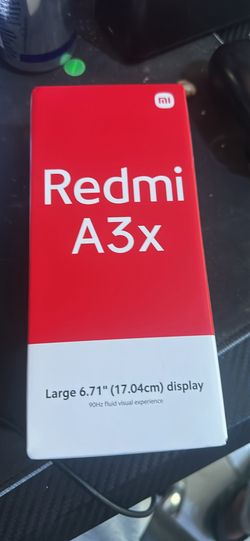 mi
Redmi
A3x
Large 6.71" (17.04cm) display
90Hz fluid visual experience